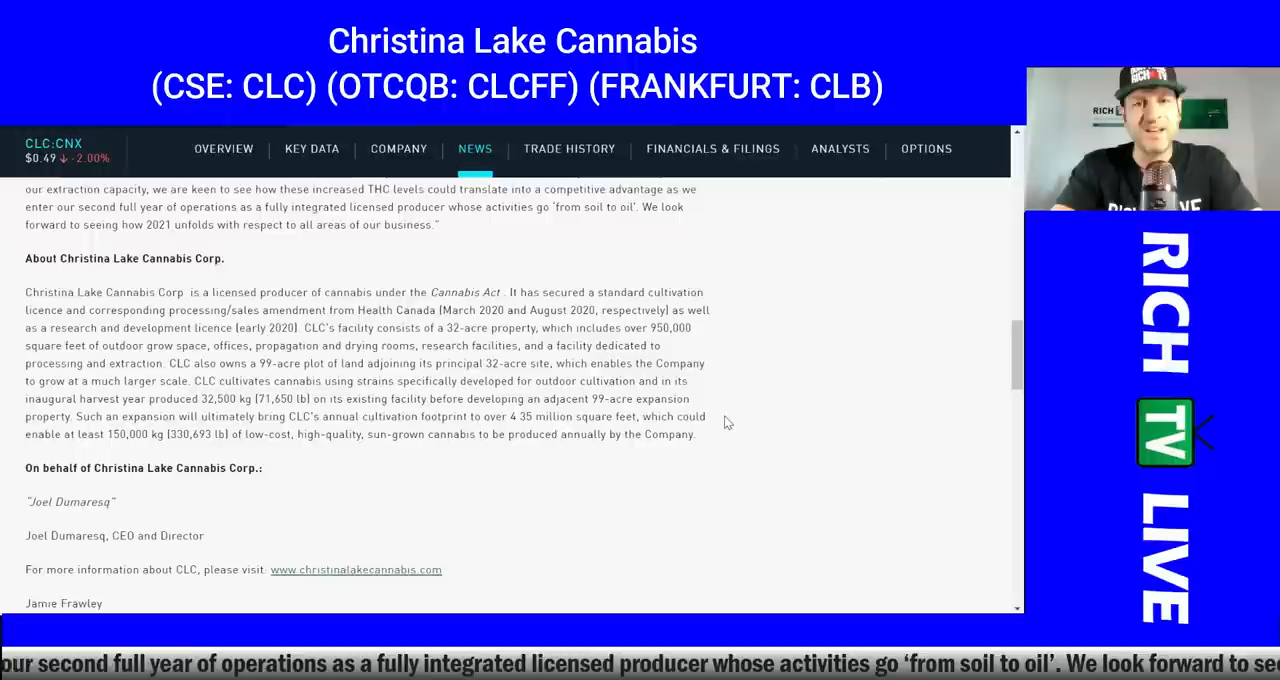 Christina Lake Cannabis
(CSE: CLC) (OTCQB: CLCFF) (FRANKFURT: CLB)
CLC:CNX
$0.49 ↓ -2.00%
OVERVIEW | KEY DATA | COMPANY | NEWS | TRADE HISTORY | FINANCIALS & FILINGS | ANALYSTS | OPTIONS
our extraction capacity, we are keen to see how these increased THC levels could translate into a competitive advantage as we
enter our second full year of operations as a fully integrated licensed producer whose activities go 'from soil to oil'. We look
forward to seeing how 2021 unfolds with respect to all areas of our business."
About Christina Lake Cannabis Corp.
Christina Lake Cannabis Corp is a licensed producer of cannabis under the Cannabis Act . It has secured a standard cultivation
licence and corresponding processing/sales amendment from Health Canada (March 2020 and August 2020, respectively) as well
as a research and development licence (early 2020). CLC's facility consists of a 32-acre property, which includes over 950,000
square feet of outdoor grow space, offices, propagation and drying rooms, research facilities, and a facility dedicated to
processing and extraction. CLC also owns a 99-acre plot of land adjoining its principal 32-acre site, which enables the Company
to grow at a much larger scale. CLC cultivates cannabis using strains specifically developed for outdoor cultivation and in its
inaugural harvest year produced 32,500 kg (71,650 lb) on its existing facility before developing an adjacent 99-acre expansion
property. Such an expansion will ultimately bring CLC's annual cultivation footprint to over 4.35 million square feet, which could
enable at least 150,000 kg (330,693 lb) of low-cost, high-quality, sun-grown cannabis to be produced annually by the Company.
On behalf of Christina Lake Cannabis Corp.:
"Joel Dumaresq"
Joel Dumaresq, CEO and Director
For more information about CLC, please visit: www.christinalakecannabis.com
Jamie Frawley
RICH
RICH TV LIVE
our second full year of operations as a fully integrated licensed producer whose activities go ‘from soil to oil’. We look forward to see